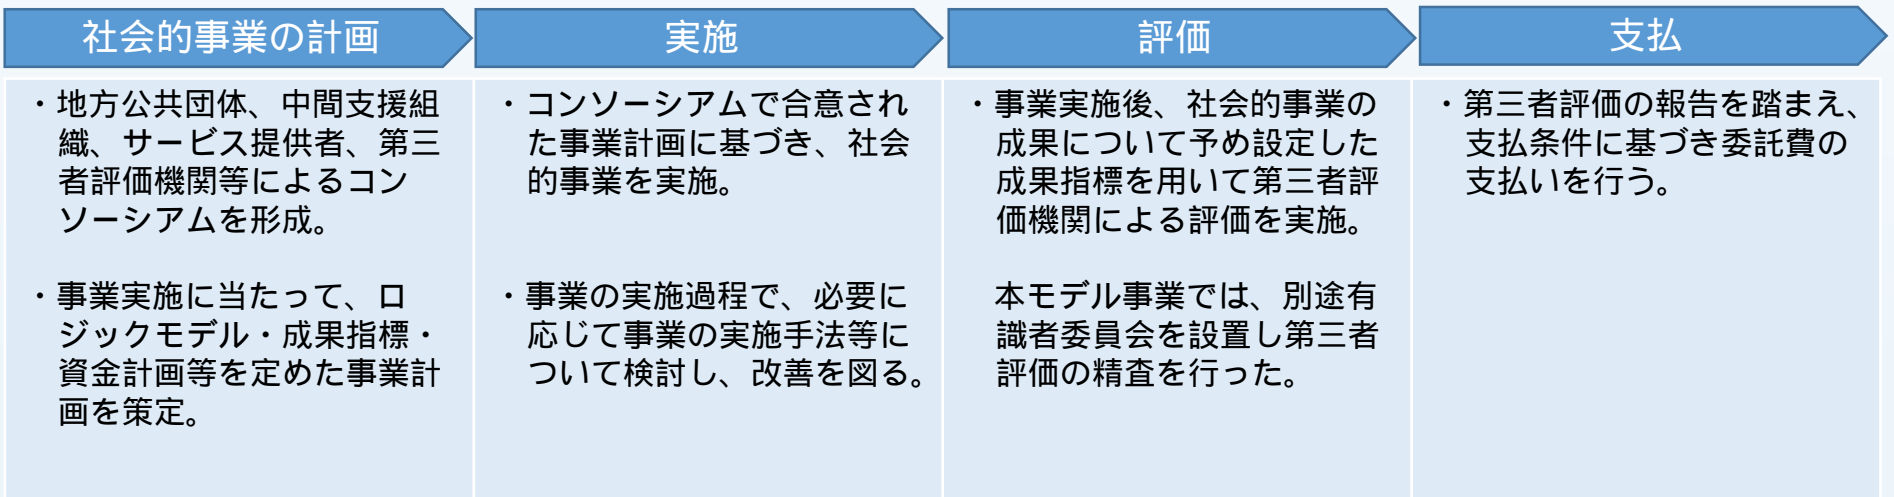 社会的事業の計画
実施
評価
支払
・地方公共団体、中間支援組
織、サービス提供者、第三
者評価機関等によるコン
ソーシアムを形成。
・事業実施に当たって、ロ
ジックモデル・成果指標・
資金計画等を定めた事業計
画を策定。
・コンソーシアムで合意され
た事業計画に基づき、社会
的事業を実施。
・事業の実施過程で、必要に
応じて事業の実施手法等に
ついて検討し、改善を図る。
・事業実施後、社会的事業の
成果について予め設定した
成果指標を用いて第三者評
価機関による評価を実施。
本モデル事業では、別途有
識者委員会を設置し第三者
評価の精査を行った。
・第三者評価の報告を踏まえ、
支払条件に基づき委託費の
支払いを行う。